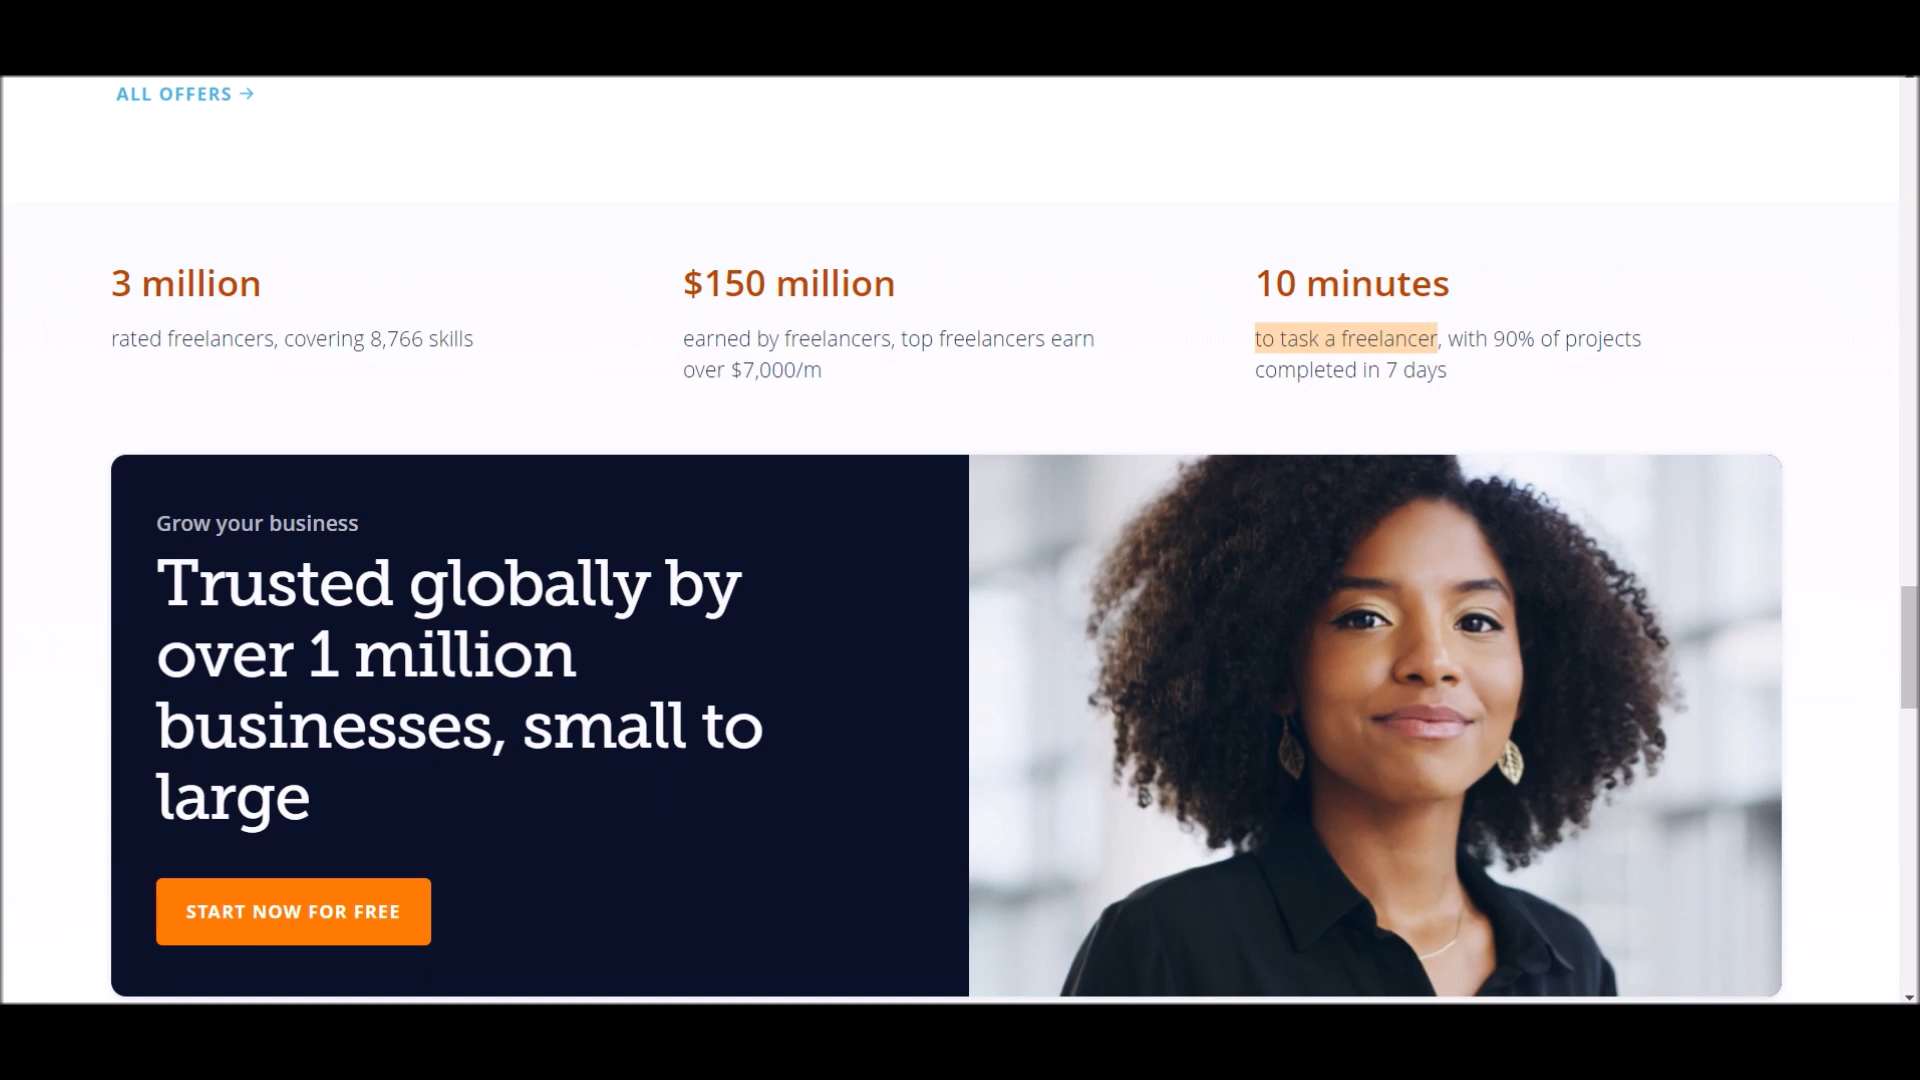 ALL OFFERS →
3 million
rated freelancers, covering 8,766 skills
$150 million
earned by freelancers, top freelancers earn
over $7,000/m
10 minutes
to task a freelancer, with 90% of projects
completed in 7 days
Grow your business
Trusted globally by
over 1 million
businesses, small to
large
START NOW FOR FREE